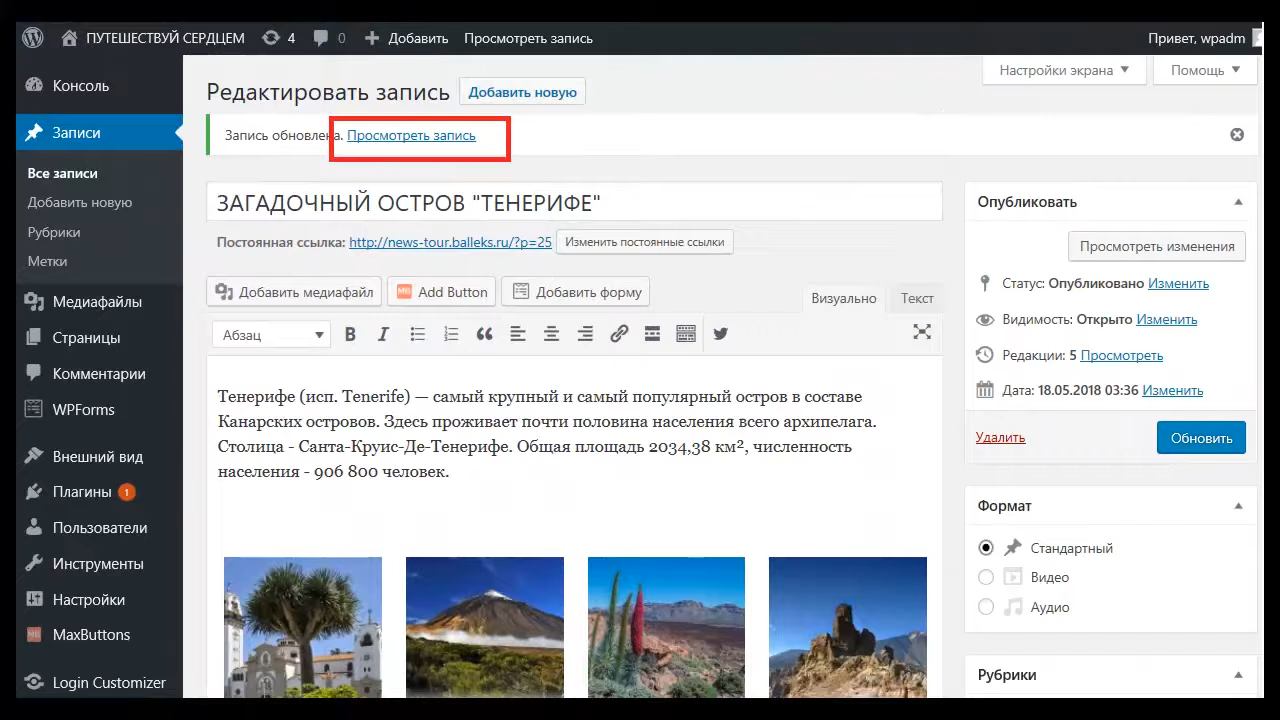 ПУТЕШЕСТВУЙ СЕРДЦЕМ 4 0 Добавить Просмотреть запись Привет, wpadm
Консоль
Записи
Все записи
Добавить новую
Рубрики
Метки
Медиафайлы
Страницы
Комментарии
WPForms
Внешний вид
Плагины 1
Пользователи
Инструменты
Настройки
MaxButtons
Login Customizer
Настройки экрана
Помощь
Редактировать запись Добавить новую
Запись обновлена. Просмотреть запись
ЗАГАДОЧНЫЙ ОСТРОВ "ТЕНЕРИФЕ"
Постоянная ссылка: http://news-tour.balleks.ru/?p=25 Изменить постоянные ссылки
Добавить медиафайл Add Button Добавить форму
Визуально Текст
Абзац B I
Тенерифе (исп. Tenerife) — самый крупный и самый популярный остров в составе
Канарских островов. Здесь проживает почти половина населения всего архипелага.
Столица - Санта-Круис-Де-Тенерифе. Общая площадь 2034,38 км², численность
населения - 906 800 человек.
Опубликовать
Просмотреть изменения
Статус: Опубликовано Изменить
Видимость: Открыто Изменить
Редакции: 5 Просмотреть
Дата: 18.05.2018 03:36 Изменить
Удалить Обновить
Формат
Стандартный
Видео
Аудио
Рубрики